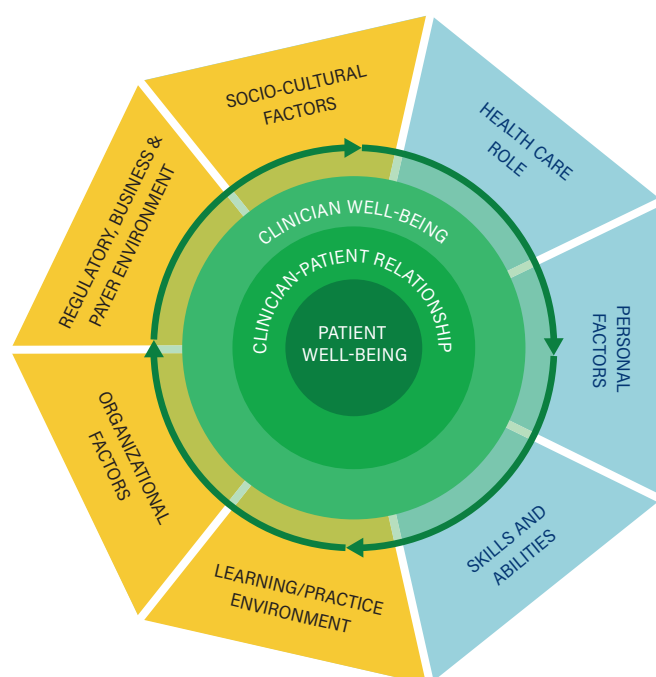 SOCIO-CULTURAL
FACTORS
HEALTH CARE
ROLE
PERSONAL
FACTORS
SKILLS AND
ABILITIES
LEARNING/PRACTICE
ENVIRONMENT
ORGANIZATIONAL
FACTORS
REGULATORY, BUSINESS &
PAYER ENVIRONMENT
CLINICIAN WELL-BEING
CLINICIAN-PATIENT RELATIONSHIP
PATIENT
WELL-BEING